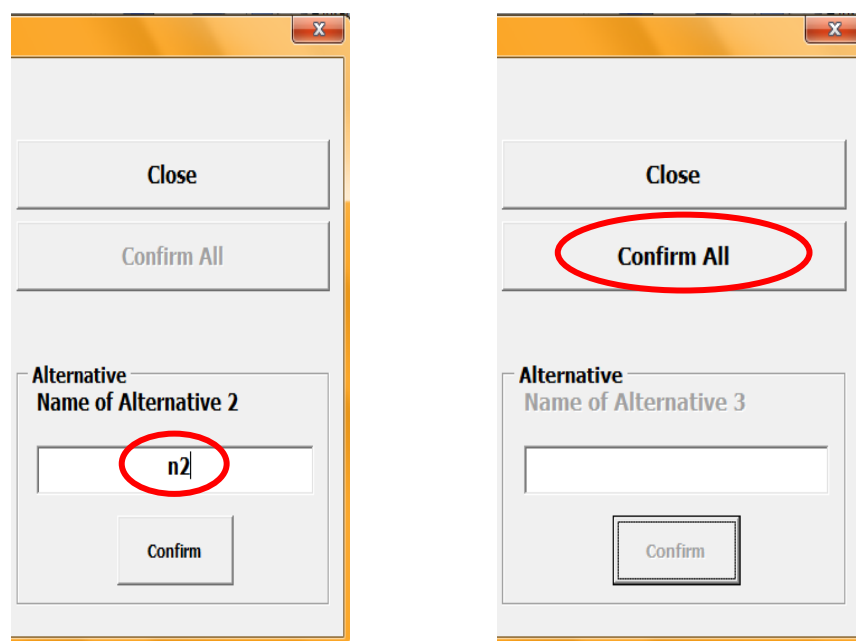 X
Close
Confirm All
Alternative
Name of Alternative 2
n2
Confirm
X
Close
Confirm All
Alternative
Name of Alternative 3
Confirm